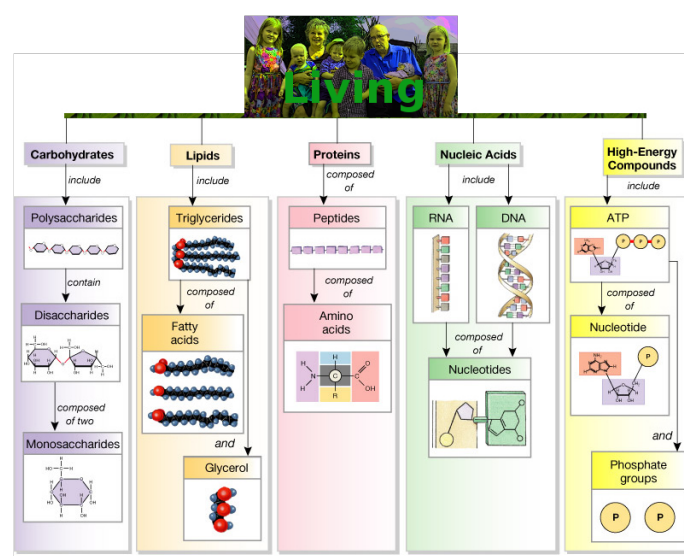 Living
Carbohydrates
include
Polysaccharides
contain
Disaccharides
composed
of two
Monosaccharides
Lipids
include
Triglycerides
composed
of
Fatty
acids
and
Glycerol
Proteins
composed
of
Peptides
composed
of
Amino
acids
H
H
N
C
C
O
OH
H
R
Nucleic Acids
include
RNA
DNA
composed
of
Nucleotides
High-Energy
Compounds
include
ATP
P
P
P
composed
of
Nucleotide
P
and
Phosphate
groups
P
P